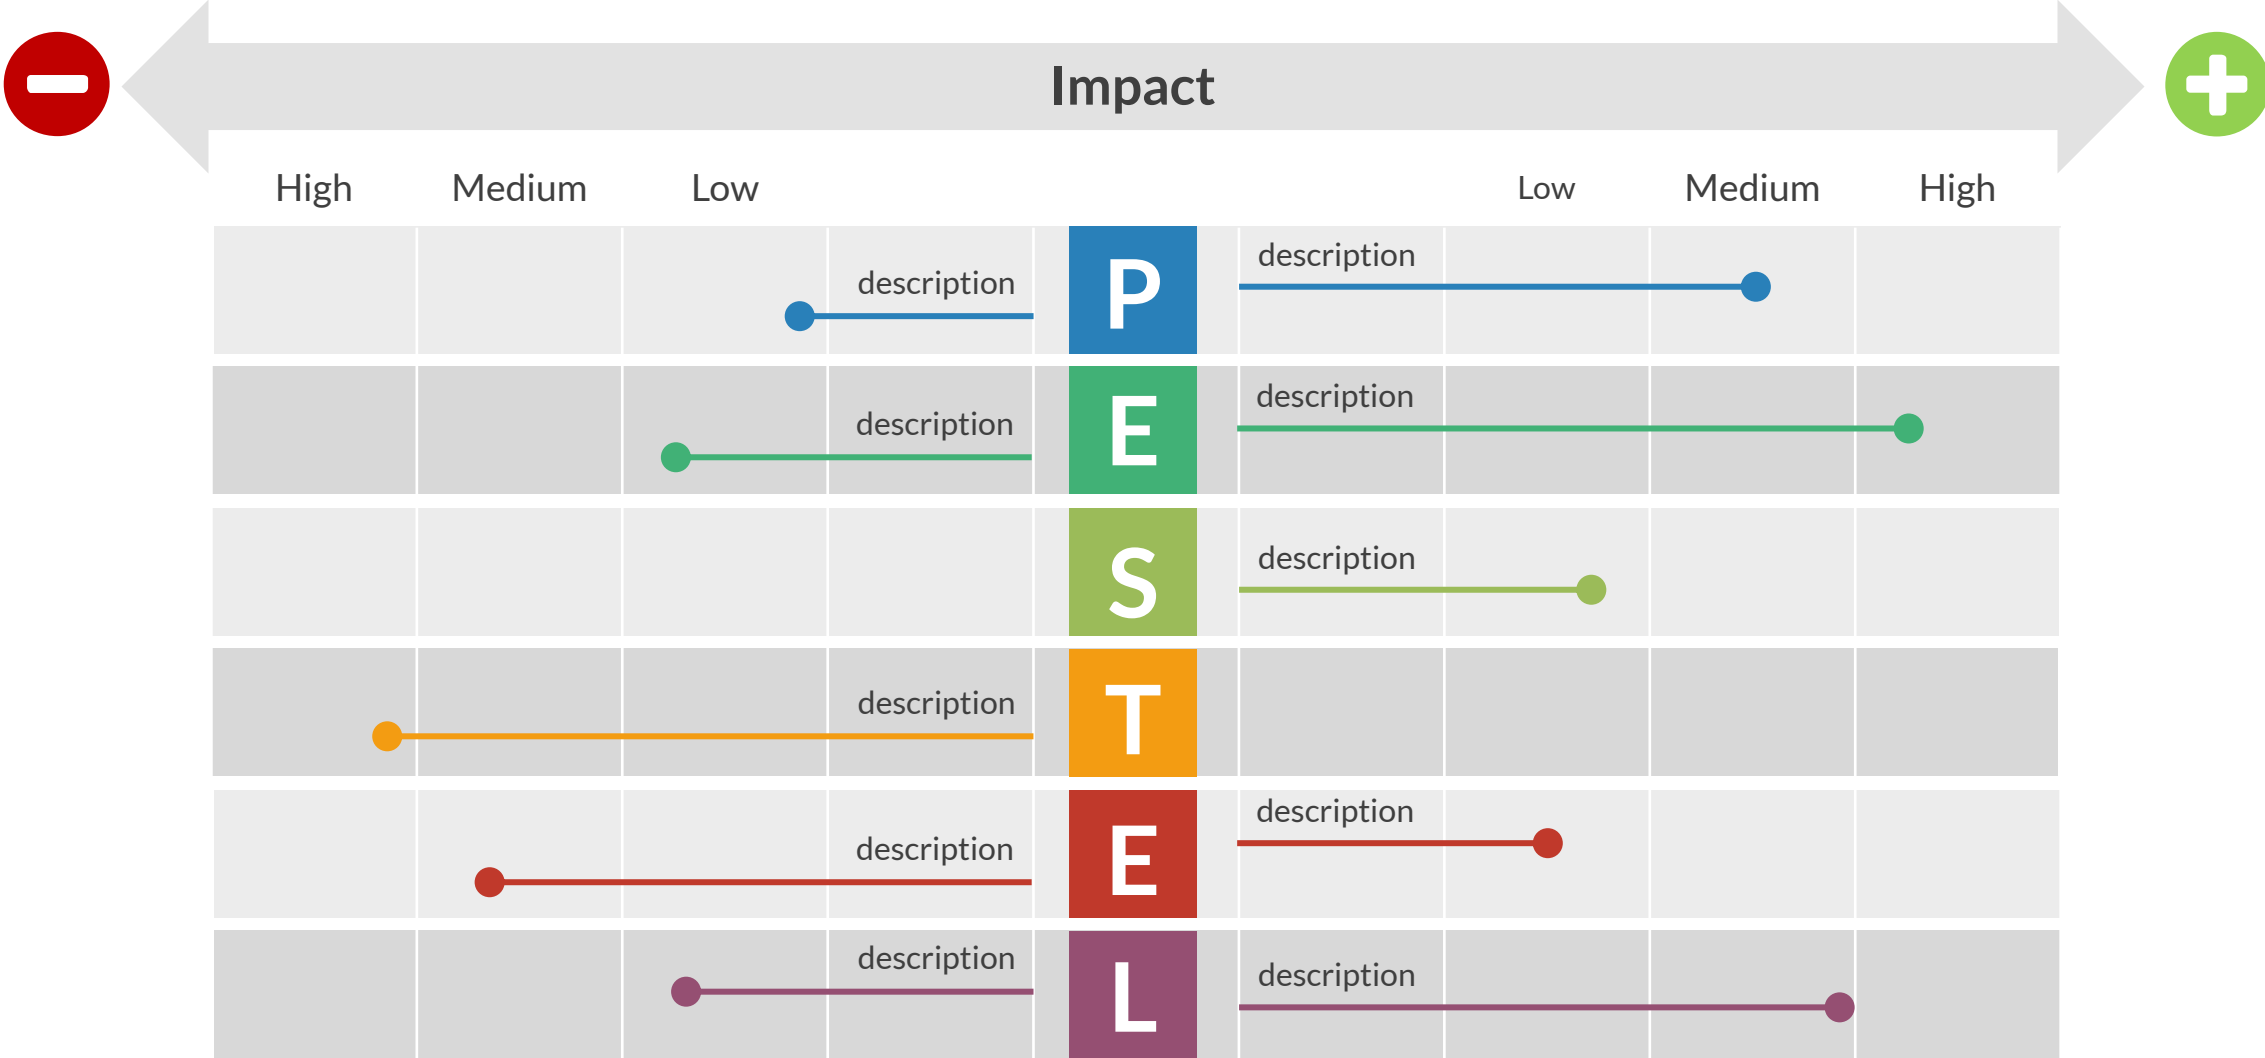 Impact
High Medium Low Low Medium High
description P description
description E description
S description
description T
description E description
description L description